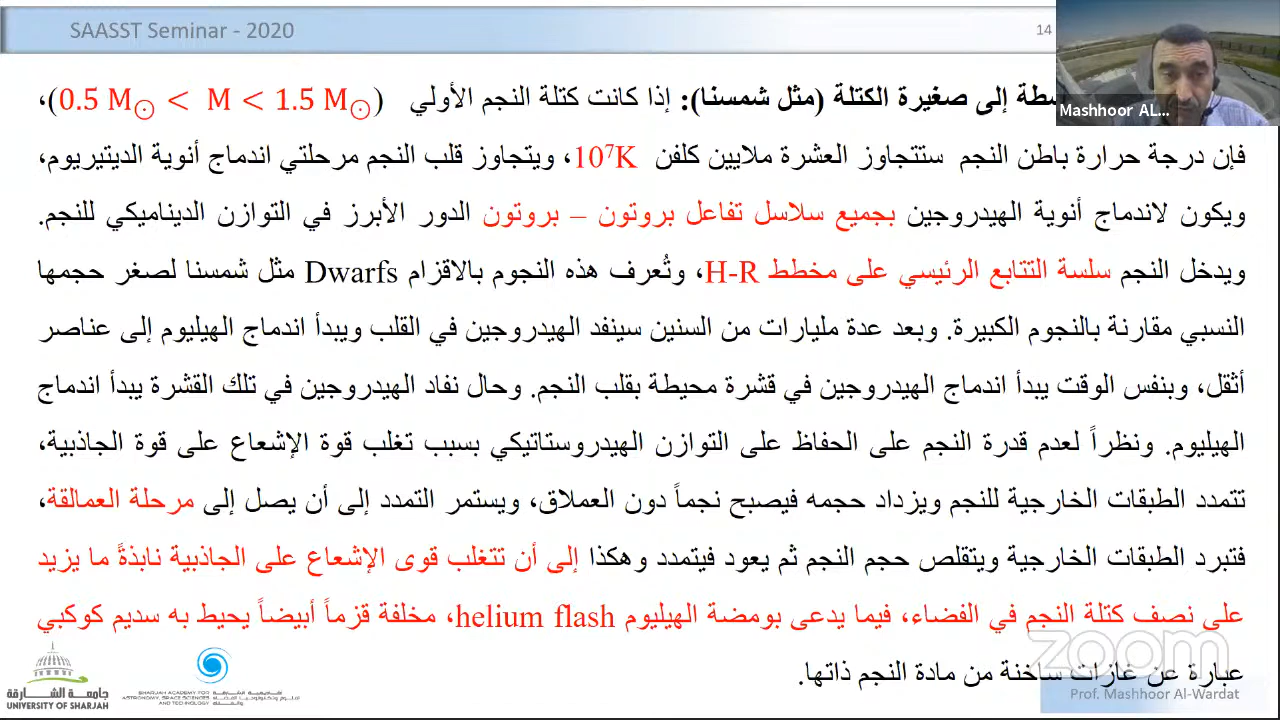 SAASST Seminar - 2020
14
Mashhoor AL...
إلى صغيرة الكتلة (مثل شمسنا): إذا كانت كتلة النجم الأولي (0.5 M☉ < M < 1.5 M☉)،
فإن درجة حرارة باطن النجم ستتجاوز العشرة ملايين كلفن 10⁷K، ويتجاوز قلب النجم مرحلتي اندماج أنوية الديتيريوم،
ويكون لاندماج أنوية الهيدروجين بجميع سلاسل تفاعل بروتون – بروتون الدور الأبرز في التوازن الديناميكي للنجم.
ويدخل النجم سلسة التتابع الرئيسي على مخطط H-R، وتُعرف هذه النجوم بالاقزام Dwarfs مثل شمسنا لصغر حجمها
النسبي مقارنة بالنجوم الكبيرة. وبعد عدة مليارات من السنين سينفد الهيدروجين في القلب ويبدأ اندماج الهيليوم إلى عناصر
أثقل، وبنفس الوقت يبدأ اندماج الهيدروجين في قشرة محيطة بقلب النجم. وحال نفاد الهيدروجين في تلك القشرة يبدأ اندماج
الهيليوم. ونظراً لعدم قدرة النجم على الحفاظ على التوازن الهيدروستاتيكي بسبب تغلب قوة الإشعاع على قوة الجاذبية،
تتمدد الطبقات الخارجية للنجم ويزداد حجمه فيصبح نجماً دون العملاق، ويستمر التمدد إلى أن يصل إلى مرحلة العمالقة،
فتبرد الطبقات الخارجية ويتقلص حجم النجم ثم يعود فيتمدد وهكذا إلى أن تتغلب قوى الإشعاع على الجاذبية نابذةً ما يزيد
على نصف كتلة النجم في الفضاء، فيما يدعى بومضة الهيليوم helium flash، مخلفة قزماً أبيضاً يحيط به سديم كوكبي
عبارة عن غازات ساخنة من مادة النجم ذاتها.
zoom
Prof. Mashhoor Al-Wardat
جامعة الشارقة
UNIVERSITY OF SHARJAH
SHARJAH ACADEMY FOR
ASTRONOMY, SPACE SCIENCES
AND TECHNOLOGY